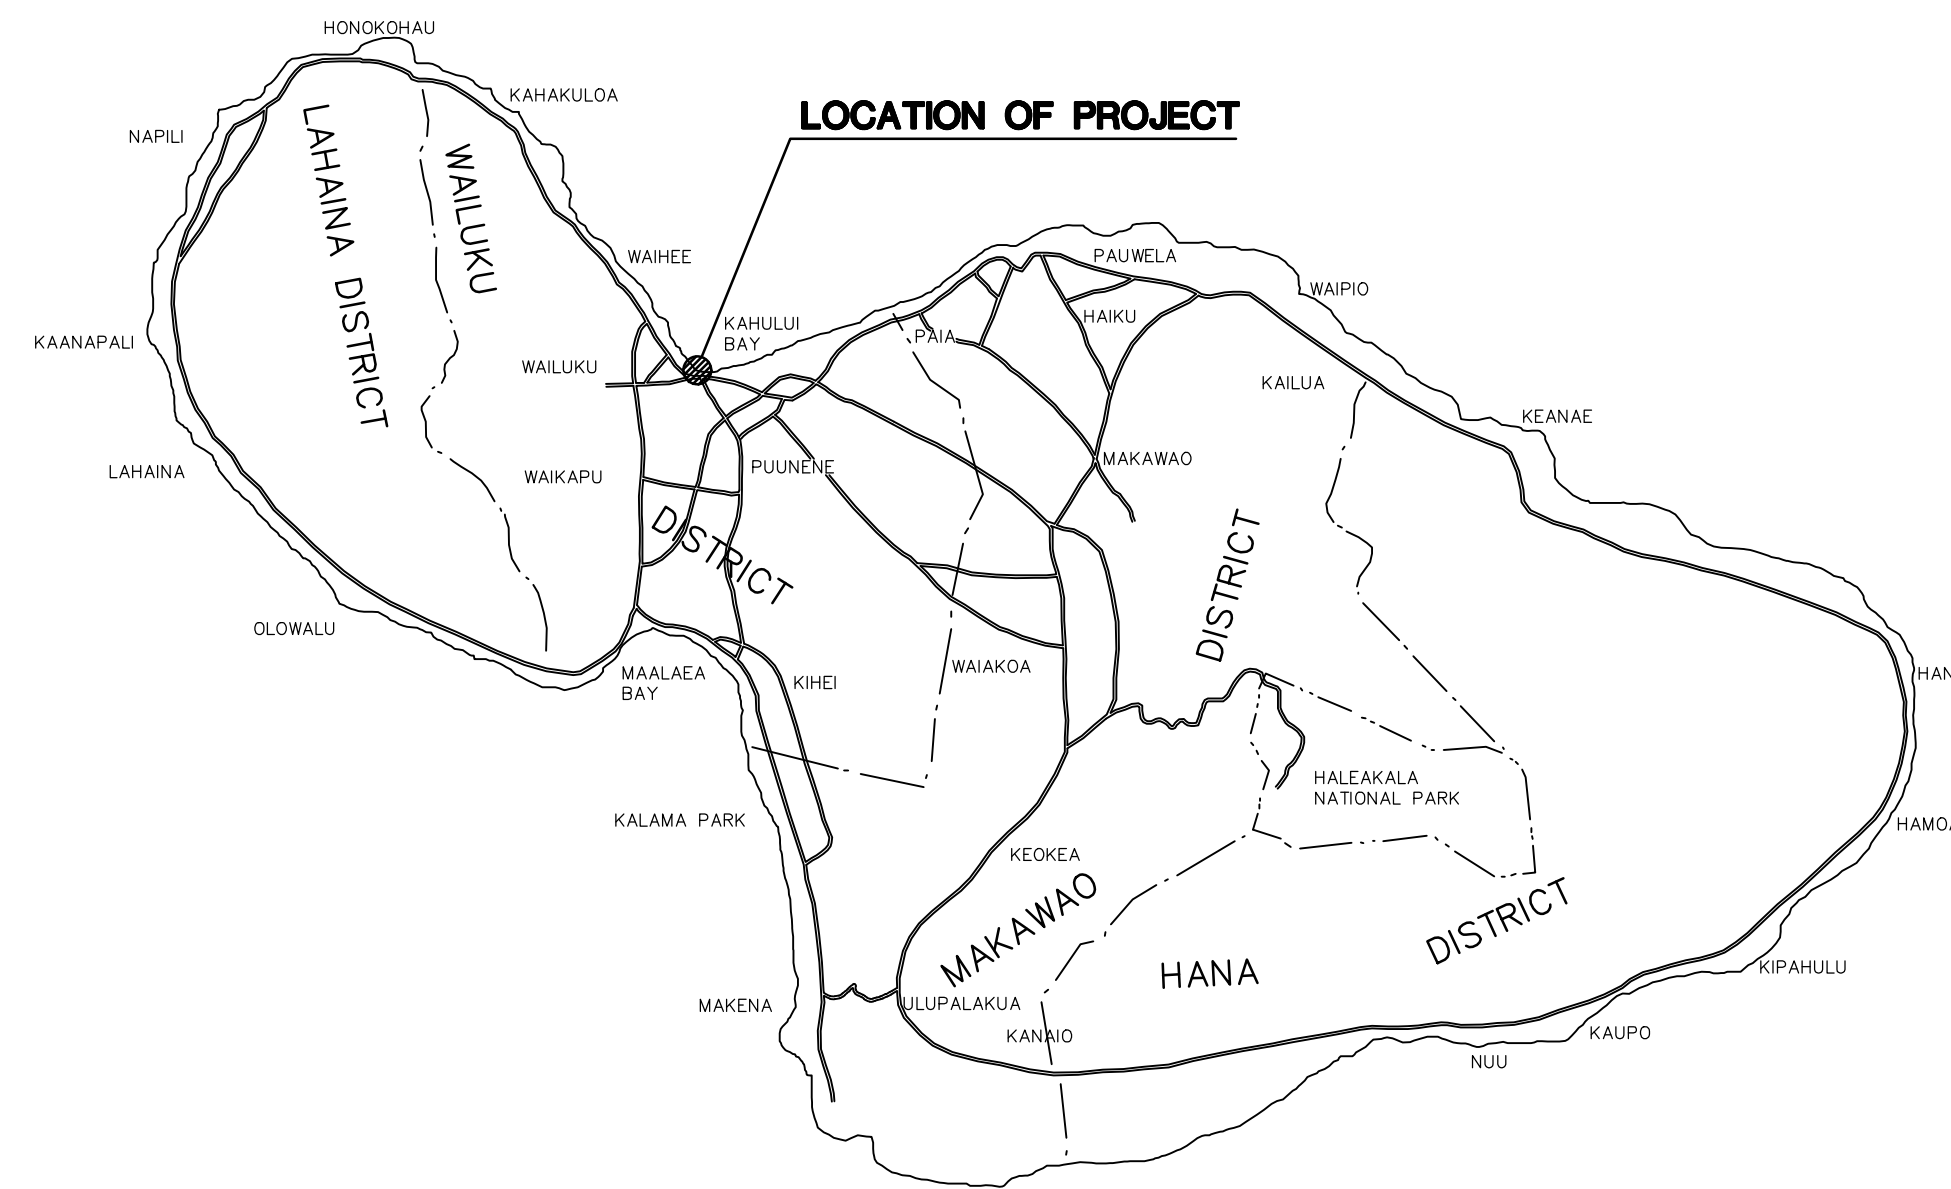 HONOKOHAU
KAHAKULOA
LOCATION OF PROJECT
NAPILI
LAHAINA DISTRICT
WAILUKU
WAIHEE
PAUWELA
WAIPIO
KAHULUI
BAY
HAIKU
PAIA
KAANAPALI
WAILUKU
KAILUA
KEANAE
LAHAINA
WAIKAPU
PUUNENE
MAKAWAO
DISTRICT
DISTRICT
OLOWALU
MAALAEA
BAY
KIHEI
WAIAKOA
HAN
HALEAKALA
NATIONAL PARK
KALAMA PARK
HAMOA
KEOKEA
MAKAWAO
HANA
DISTRICT
KIPAHULU
MAKENA
ULUPALAKUA
KANAIO
KAUPO
NUU